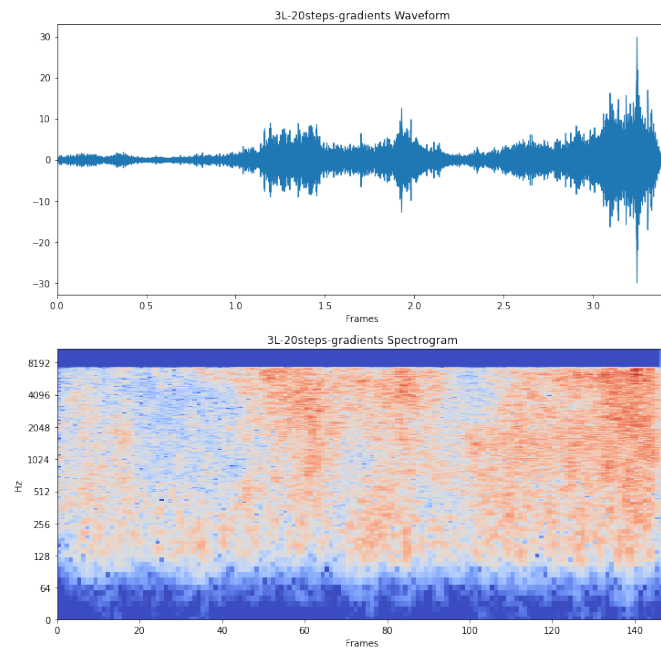 3L-20steps-gradients Waveform
30
20
10
0
−10
−20
−30
0.0 0.5 1.0 1.5 2.0 2.5 3.0
Frames
3L-20steps-gradients Spectrogram
8192
4096
2048
1024
Hz
512
256
128
64
0
0 20 40 60 80 100 120 140
Frames